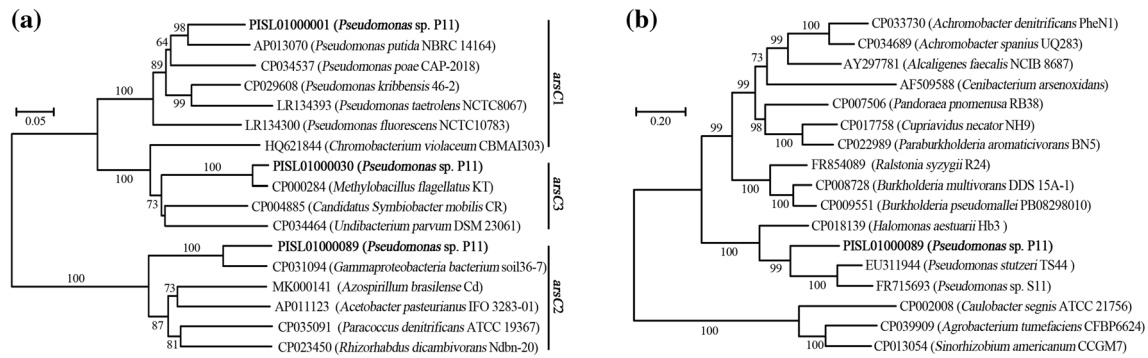 (a)
98
PISL01000001 (Pseudomonas sp. P11)
64
AP013070 (Pseudomonas putida NBRC 14164)
89
CP034537 (Pseudomonas poae CAP-2018)
CP029608 (Pseudomonas kribbensis 46-2)
100
99
LR134393 (Pseudomonas taetrolens NCTC8067)
0.05
LR134300 (Pseudomonas fluorescens NCTC10783)
arsC1
HQ621844 (Chromobacterium violaceum CBMAI303)
100
PISL01000030 (Pseudomonas sp. P11)
100
CP000284 (Methylobacillus flagellatus KT)
73
CP004885 (Candidatus Symbiobacter mobilis CR)
CP034464 (Undibacterium parvum DSM 23061)
arsC3
100
PISL01000089 (Pseudomonas sp. P11)
CP031094 (Gammaproteobacteria bacterium soil36-7)
100
73
MK000141 (Azospirillum brasilense Cd)
AP011123 (Acetobacter pasteurianus IFO 3283-01)
87
CP035091 (Paracoccus denitrificans ATCC 19367)
81
CP023450 (Rhizorhabdus dicambivorans Ndbn-20)
arsC2
(b)
100
CP033730 (Achromobacter denitrificans PheN1)
99
CP034689 (Achromobacter spanius UQ283)
73
AY297781 (Alcaligenes faecalis NCIB 8687)
99
AF509588 (Cenibacterium arsenoxidans)
0.20
CP007506 (Pandoraea pnomenusa RB38)
98
CP017758 (Cupriavidus necator NH9)
99
100
CP022989 (Paraburkholderia aromaticivorans BN5)
FR854089 (Ralstonia syzygii R24)
100
CP008728 (Burkholderia multivorans DDS 15A-1)
100
CP009551 (Burkholderia pseudomallei PB08298010)
CP018139 (Halomonas aestuarii Hb3 )
100
PISL01000089 (Pseudomonas sp. P11)
99
EU311944 (Pseudomonas stutzeri TS44 )
100
FR715693 (Pseudomonas sp. S11)
CP002008 (Caulobacter segnis ATCC 21756)
100
CP039909 (Agrobacterium tumefaciens CFBP6624)
100
CP013054 (Sinorhizobium americanum CCGM7)